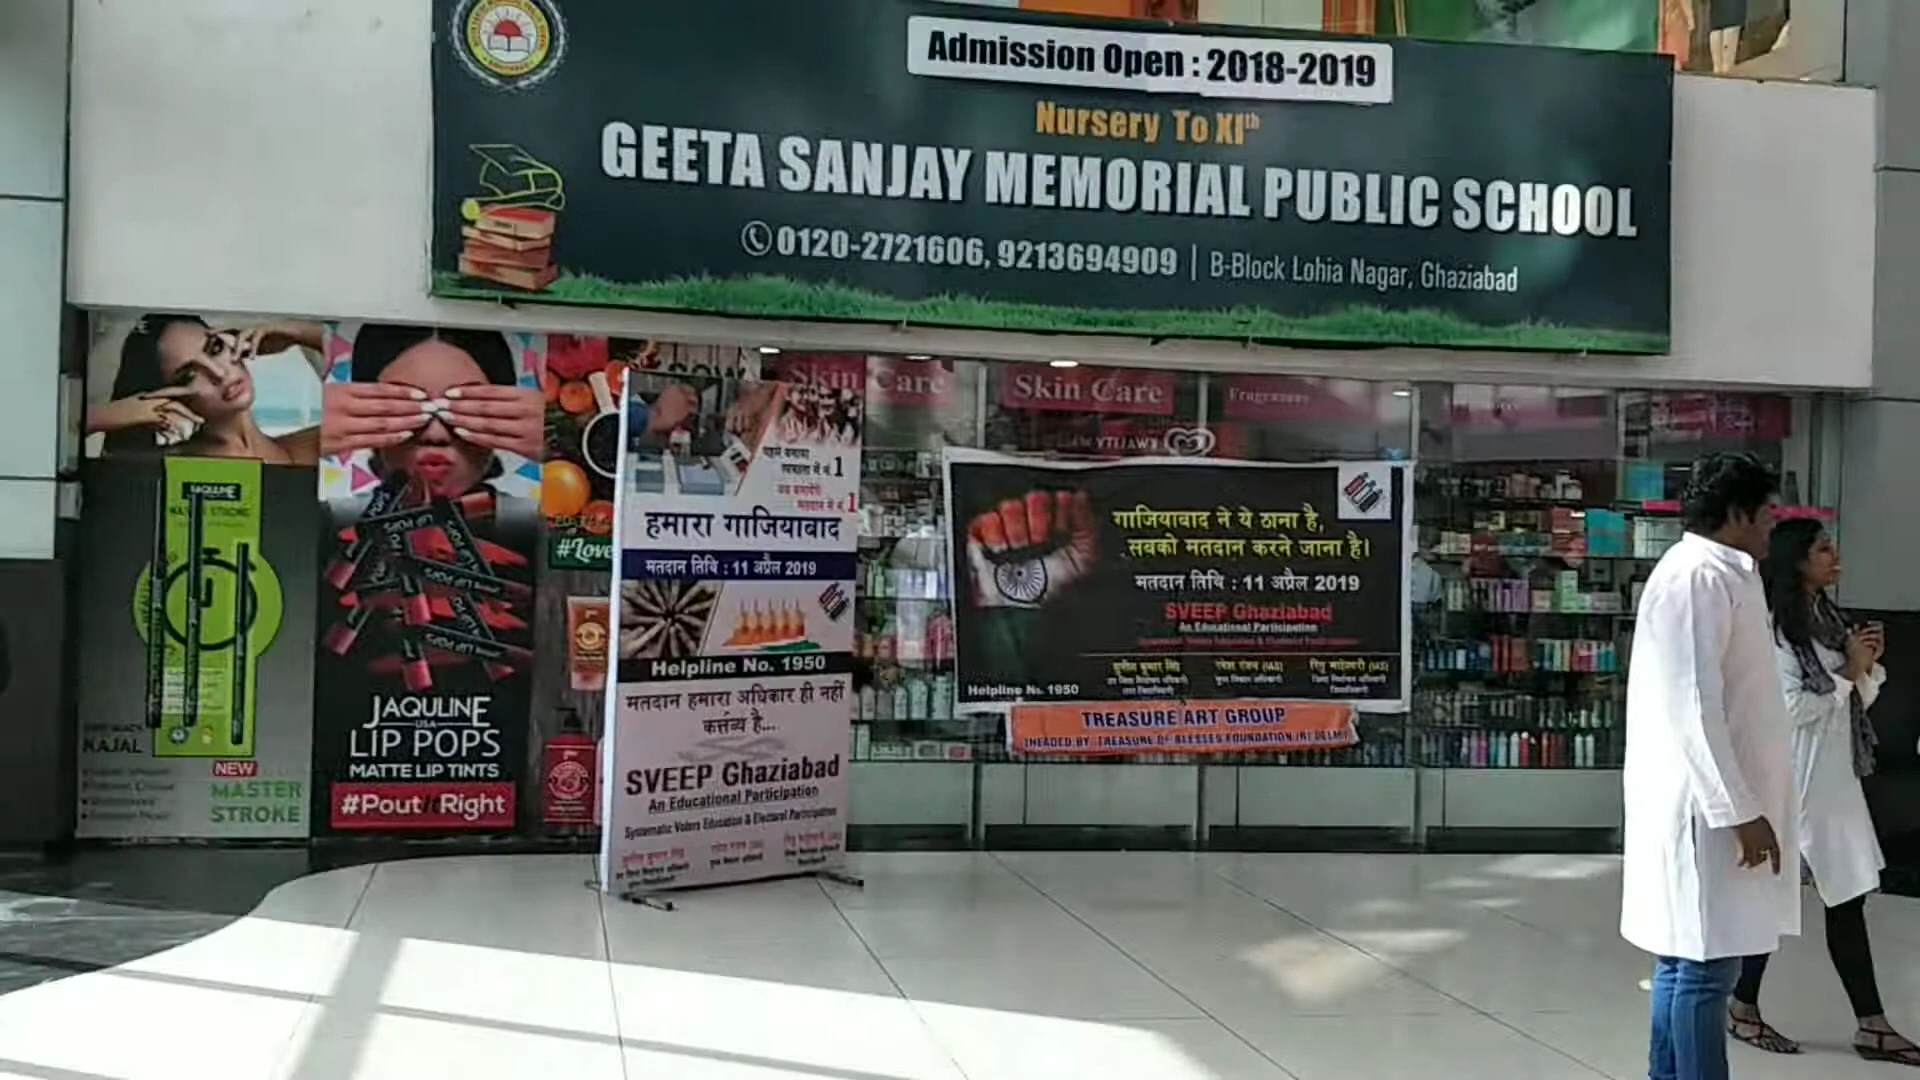 Admission Open : 2018-2019
Nursery To XIth
GEETA SANJAY MEMORIAL PUBLIC SCHOOL
0120-2721606, 9213694909 | B-Block Lohia Nagar, Ghaziabad
Skin Care
Skin Care
Fragrances
#Love
KAJAL
NEW
MASTER
STROKE
JAQULINE
USA
LIP POPS
MATTE LIP TINTS
#PoutItRight
हमारा गाजियाबाद
मतदान तिथि : 11 अप्रैल 2019
Helpline No. 1950
मतदान हमारा अधिकार ही नहीं
कर्त्तव्य है...
SVEEP Ghaziabad
An Educational Participation
Systematic Voters Education & Electoral Participation
गाजियाबाद ने ये ठाना है,
सबको मतदान करने जाना है।
मतदान तिथि : 11 अप्रैल 2019
SVEEP Ghaziabad
An Educational Participation
Helpline No. 1950
TREASURE ART GROUP